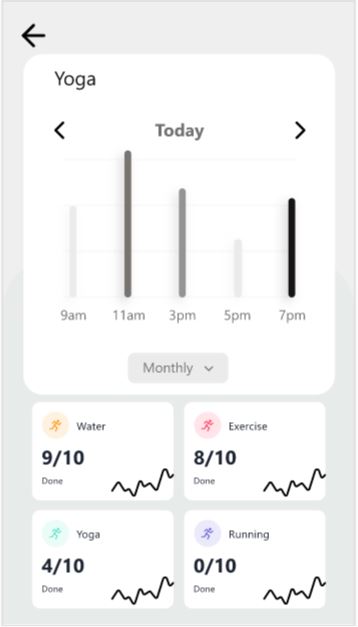 Yoga
Today
9am 11am 3pm 5pm 7pm
Monthly
Water
9/10
Done
Exercise
8/10
Done
Yoga
4/10
Done
Running
0/10
Done